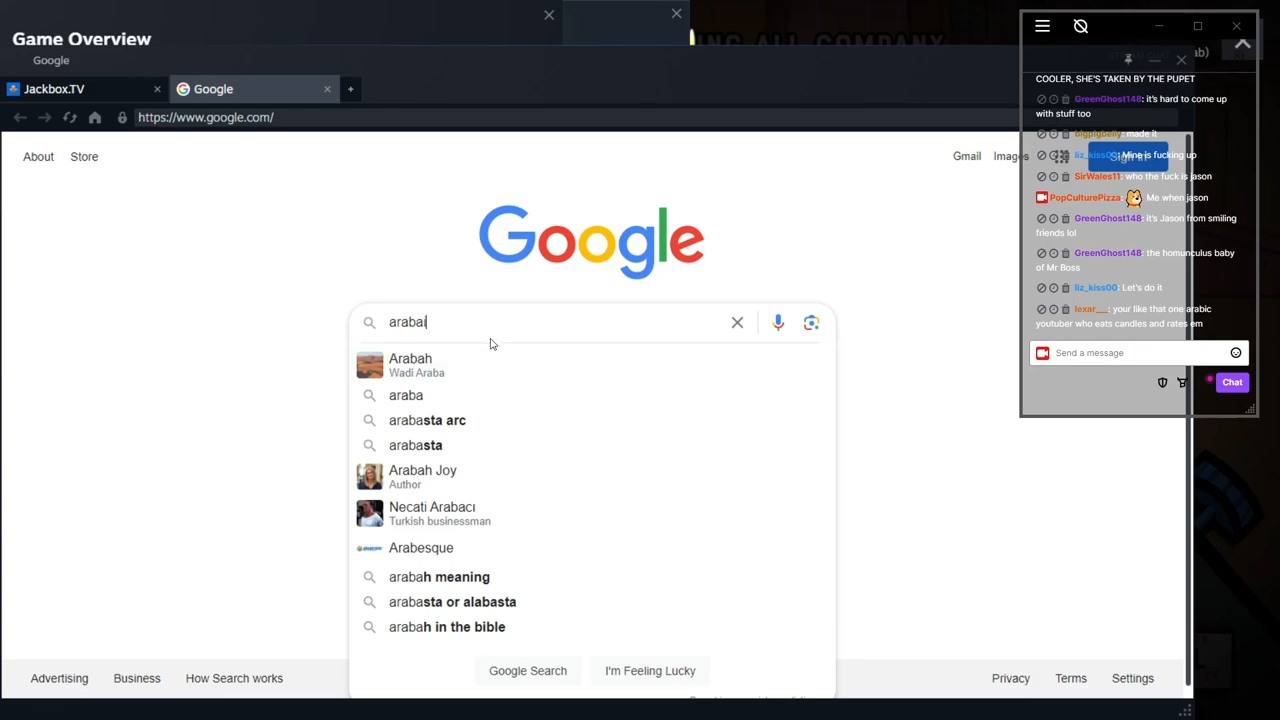 Game Overview
Google
Jackbox.TV
Google
https://www.google.com/
About
Store
Gmail
Images
Sign in
Google
arabai
Arabah
Wadi Araba
araba
arabasta arc
arabasta
Arabah Joy
Author
Necati Arabacı
Turkish businessman
Arabesque
arabah meaning
arabasta or alabasta
arabah in the bible
Google Search
I'm Feeling Lucky
Advertising
Business
How Search works
Privacy
Terms
Settings
COOLER, SHE'S TAKEN BY THE PUPET
GreenGhost148: it's hard to come up
with stuff too
bigpigbelly: made it
liz_kiss00: Mine is fucking up
SirWales11: who the fuck is jason
PopCulturePizza: Me when jason
GreenGhost148: it's Jason from smiling
friends lol
GreenGhost148: the homunculus baby
of Mr Boss
liz_kiss00: Let's do it
lexar___: your like that one arabic
youtuber who eats candles and rates em
Send a message
Chat